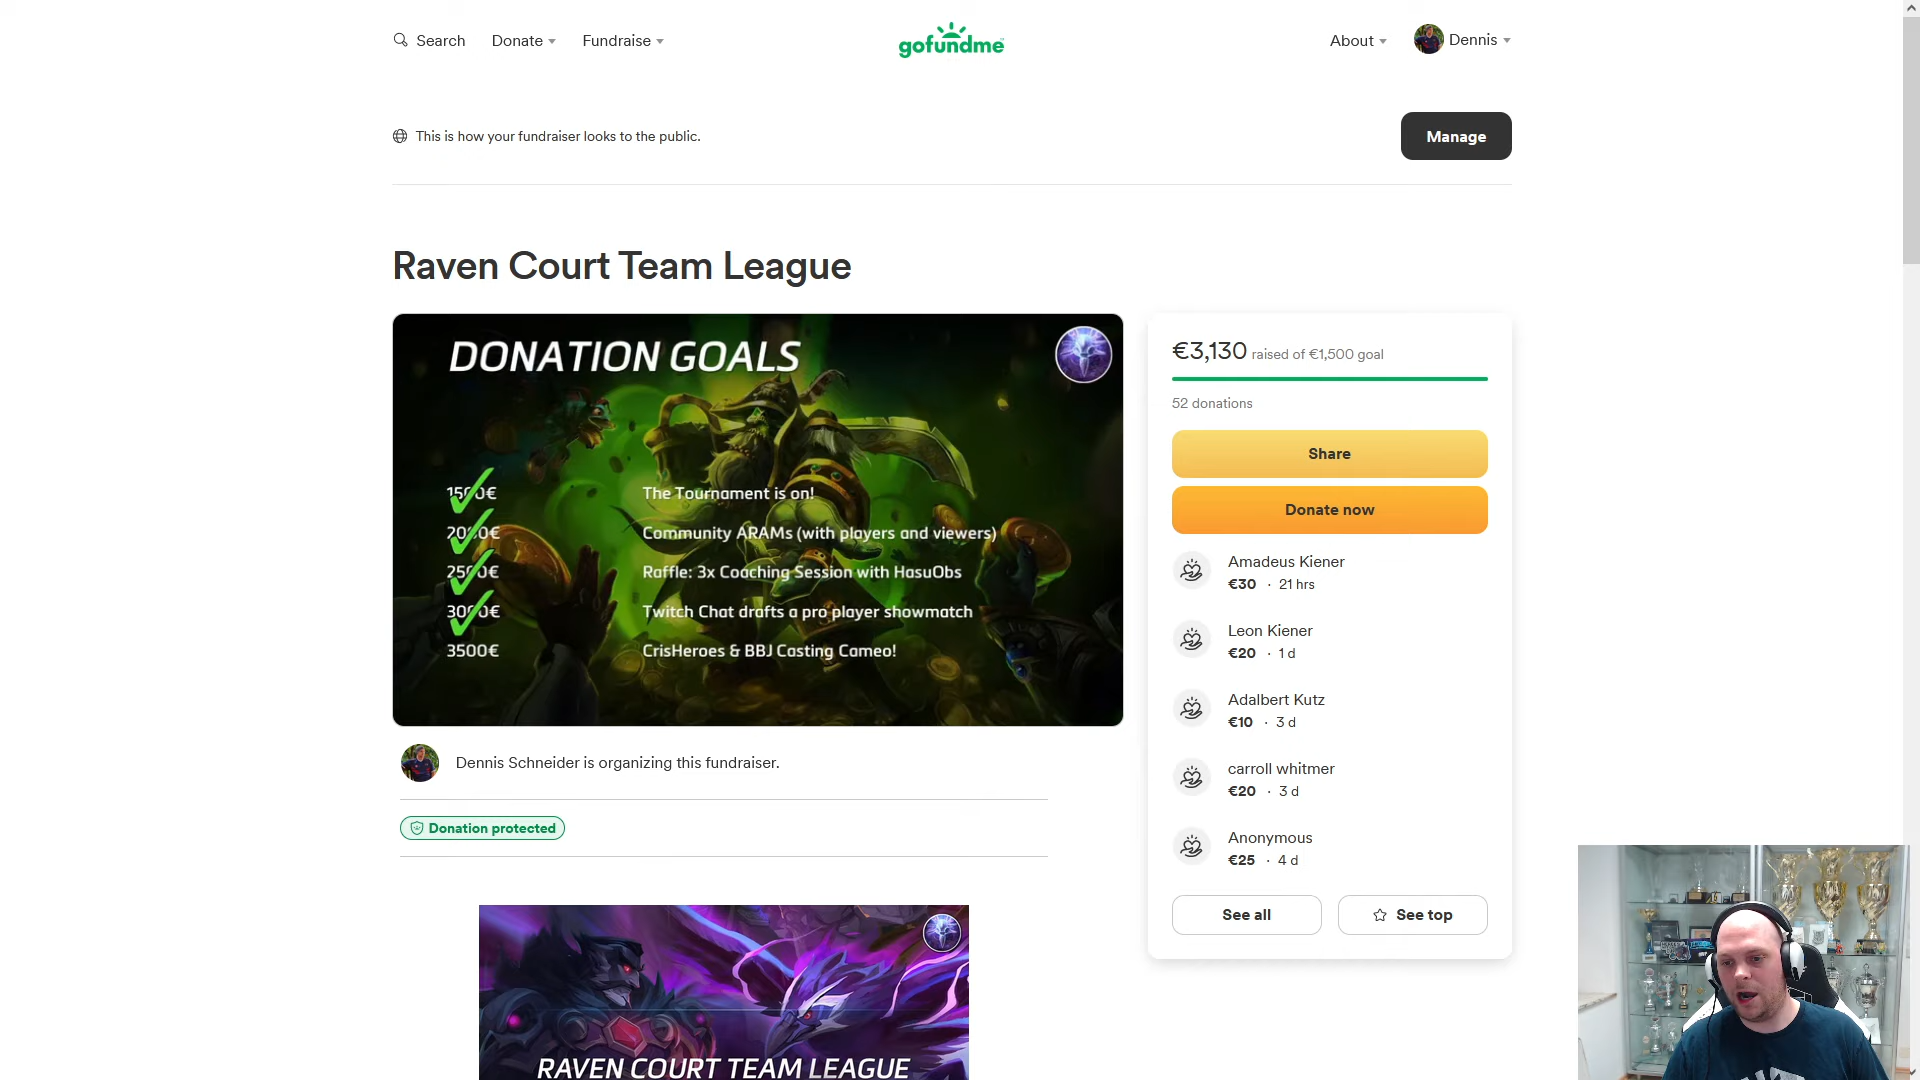 Search Donate Fundraise
gofundme
About Dennis
This is how your fundraiser looks to the public.
Manage
Raven Court Team League
DONATION GOALS
1500€ The Tournament is on!
2000€ Community ARAMs (with players and viewers)
2500€ Raffle: 3x Coaching Session with HasuObs
3000€ Twitch Chat drafts a pro player showmatch
3500€ CrisHeroes & BBJ Casting Cameo!
€3,130 raised of €1,500 goal
52 donations
Share
Donate now
Amadeus Kiener
€30 · 21 hrs
Leon Kiener
€20 · 1 d
Adalbert Kutz
€10 · 3 d
carroll whitmer
€20 · 3 d
Anonymous
€25 · 4 d
See all See top
Dennis Schneider is organizing this fundraiser.
Donation protected
RAVEN COURT TEAM LEAGUE